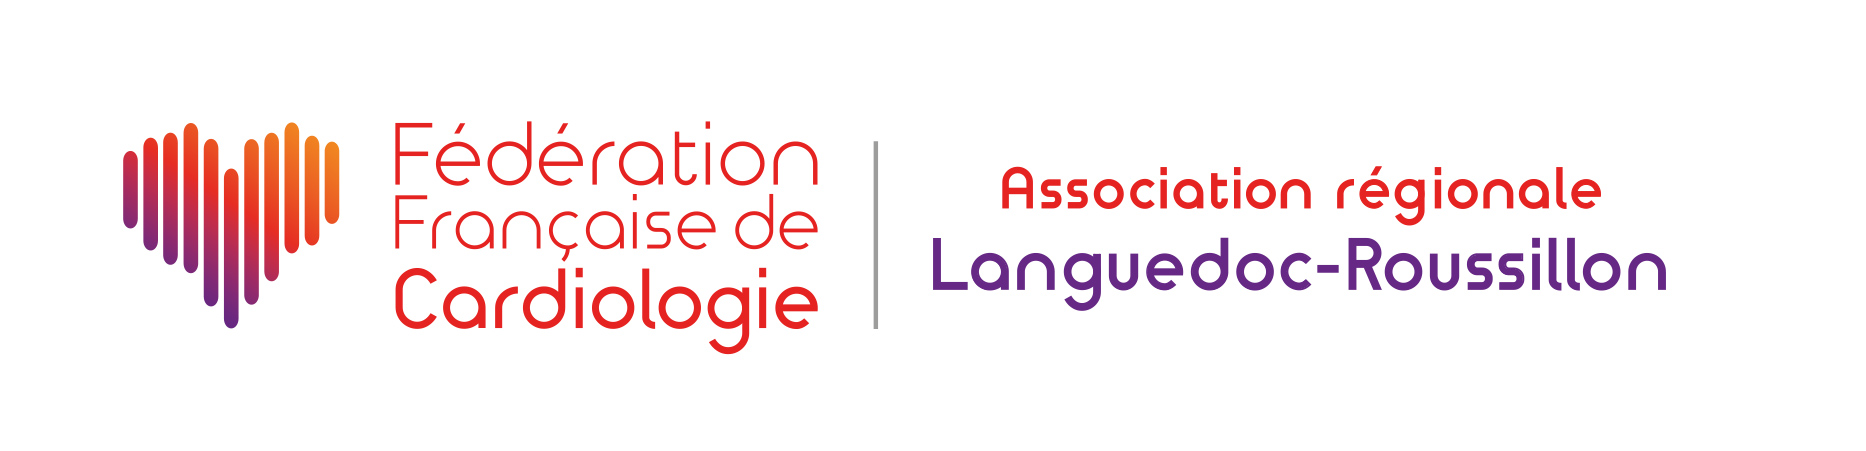 Fédération
Française de
Cardiologie
Association régionale
Languedoc-Roussillon